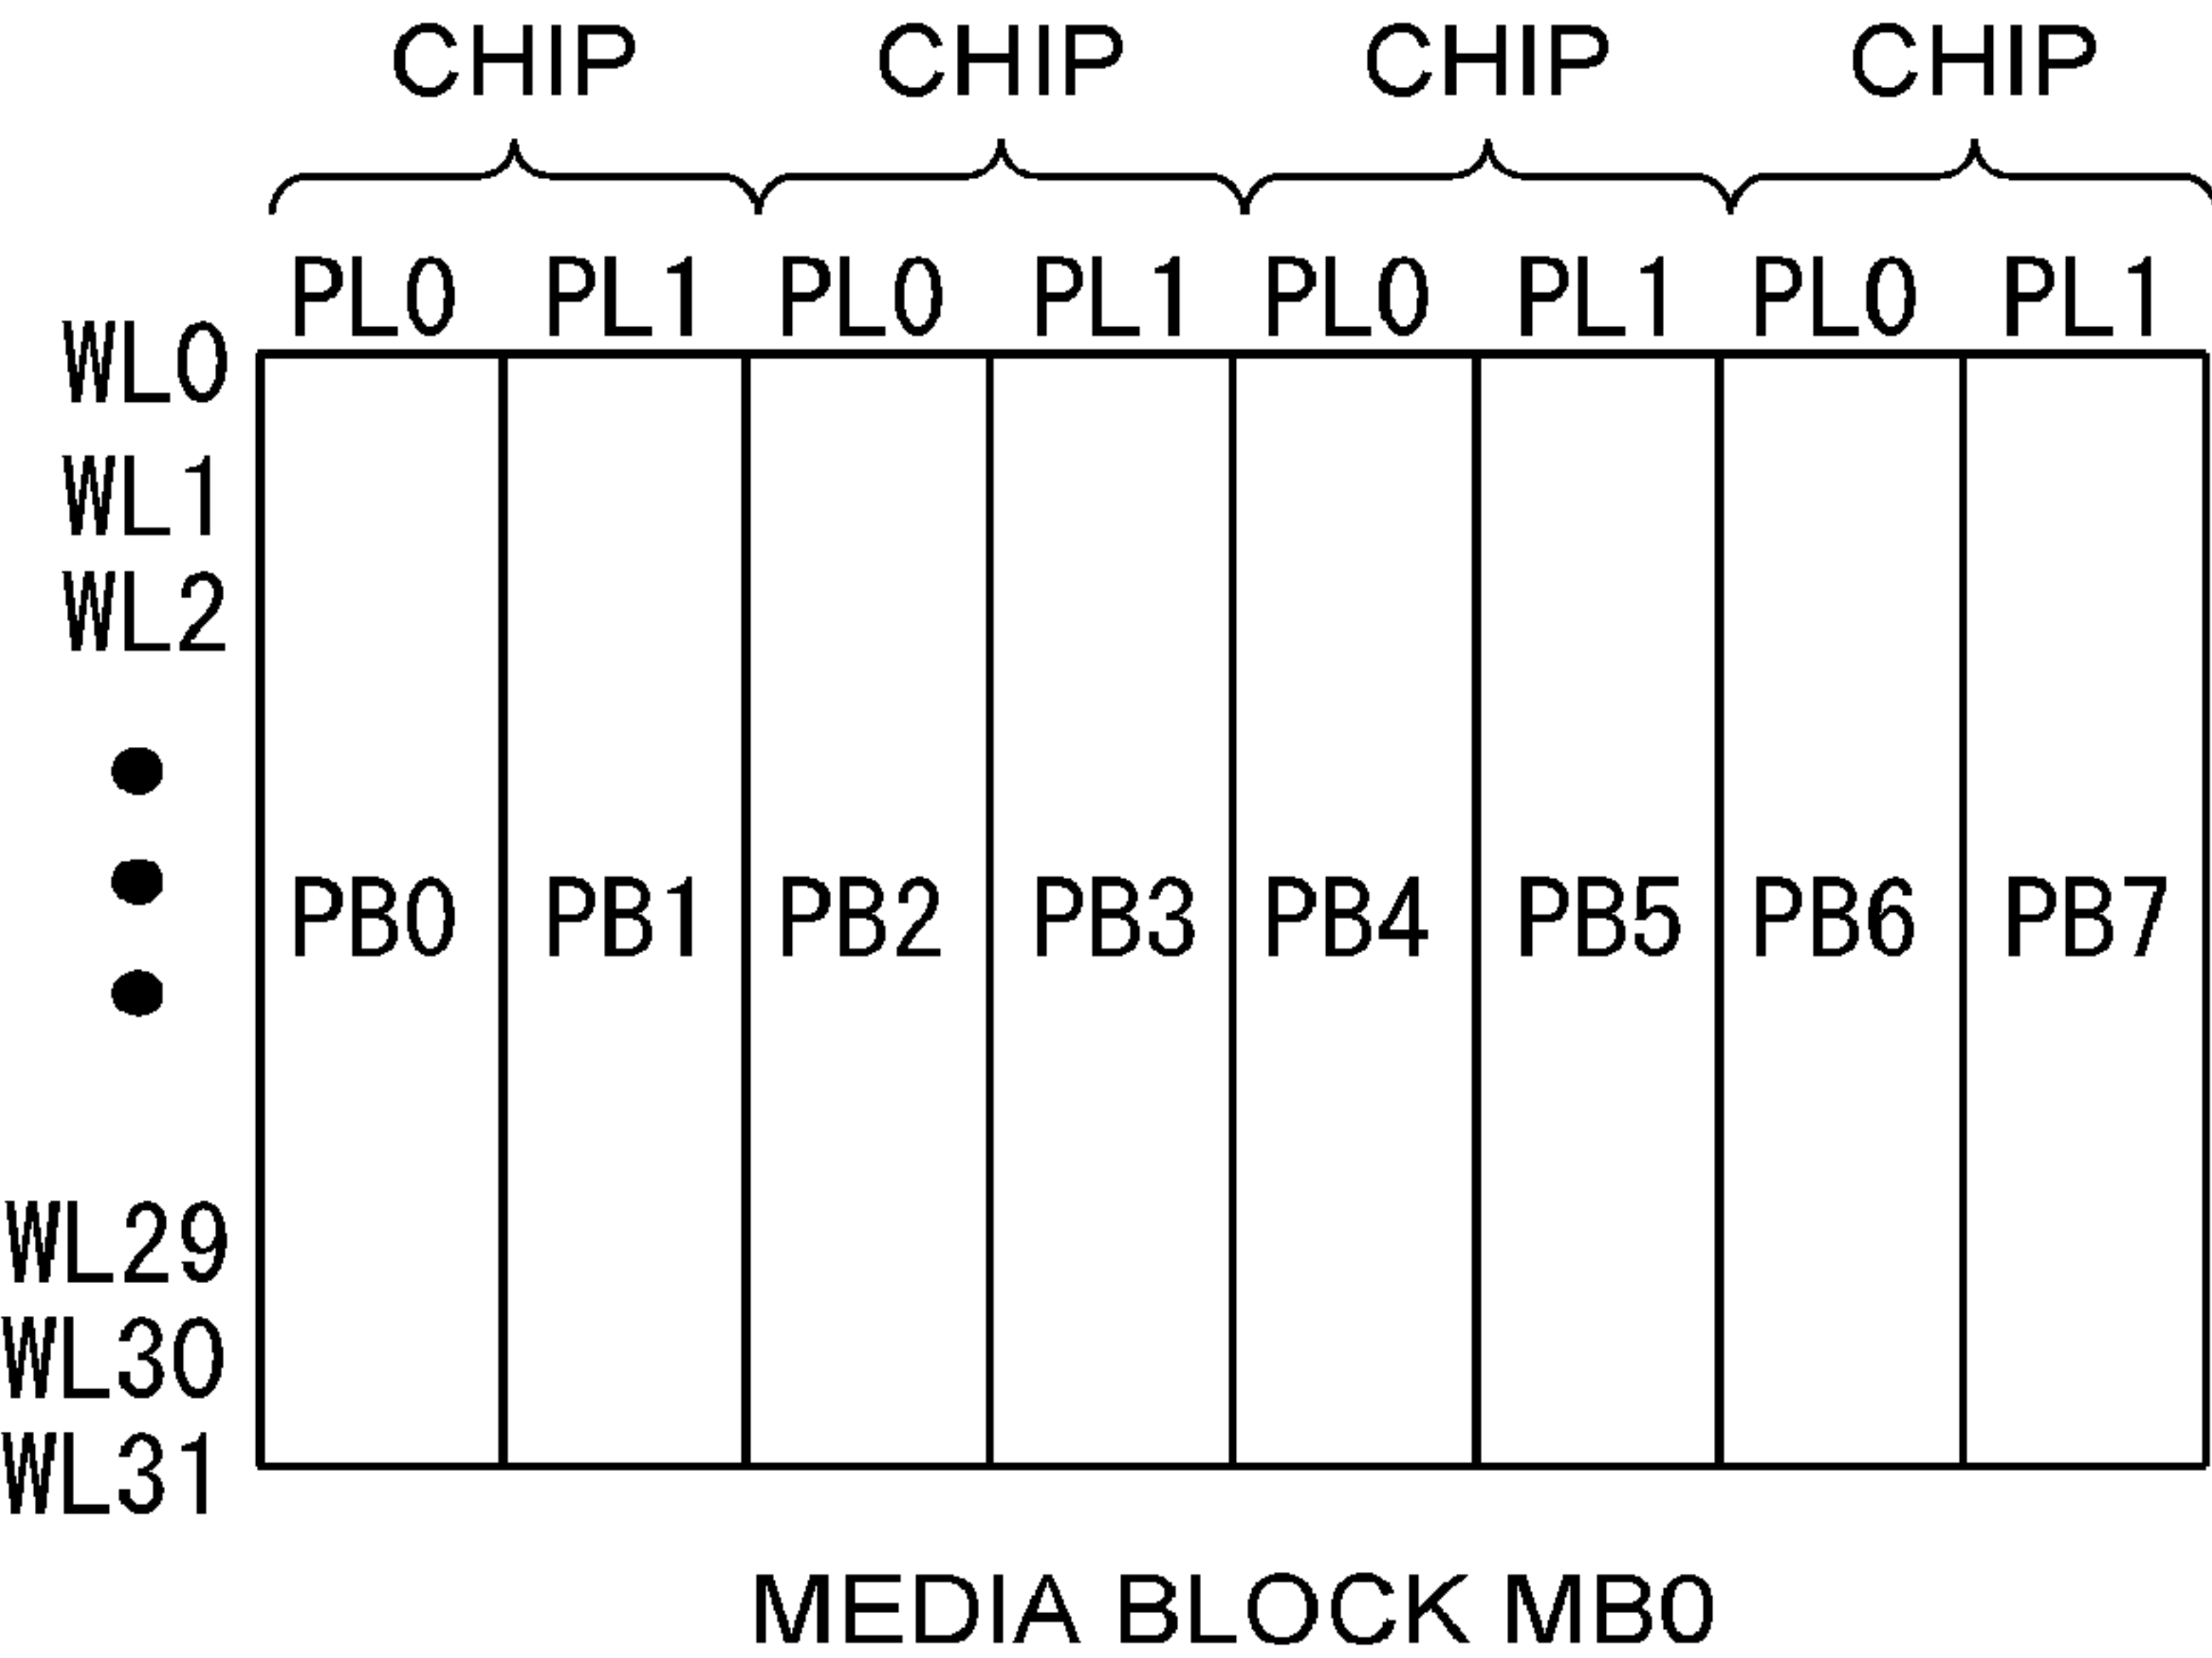 CHIP CHIP CHIP CHIP
PL0 PL1 PL0 PL1 PL0 PL1 PL0 PL1
WL0
WL1
WL2
PB0 PB1 PB2 PB3 PB4 PB5 PB6 PB7
WL29
WL30
WL31
MEDIA BLOCK MB0